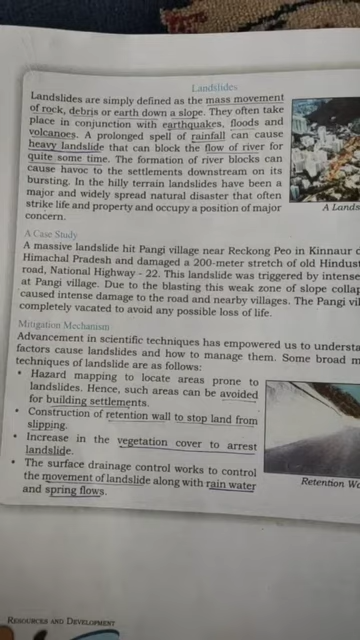 Landslides
Landslides are simply defined as the mass movement
of rock, debris or earth down a slope. They often take
place in conjunction with earthquakes, floods and
volcanoes. A prolonged spell of rainfall can cause
heavy landslide that can block the flow of river for
quite some time. The formation of river blocks can
cause havoc to the settlements downstream on its
bursting. In the hilly terrain landslides have been a
major and widely spread natural disaster that often
strike life and property and occupy a position of major
concern.
A Lands
A Case Study
A massive landslide hit Pangi village near Reckong Peo in Kinnaur
Himachal Pradesh and damaged a 200-meter stretch of old Hindust
road, National Highway - 22. This landslide was triggered by intense
at Pangi village. Due to the blasting this weak zone of slope collap
caused intense damage to the road and nearby villages. The Pangi vil
completely vacated to avoid any possible loss of life.
Mitigation Mechanism
Advancement in scientific techniques has empowered us to understa
factors cause landslides and how to manage them. Some broad m
techniques of landslide are as follows:
• Hazard mapping to locate areas prone to
landslides. Hence, such areas can be avoided
for building settlements.
• Construction of retention wall to stop land from
slipping.
• Increase in the vegetation cover to arrest
landslide.
• The surface drainage control works to control
the movement of landslide along with rain water
and spring flows.
Retention Wa
RESOURCES AND DEVELOPMENT